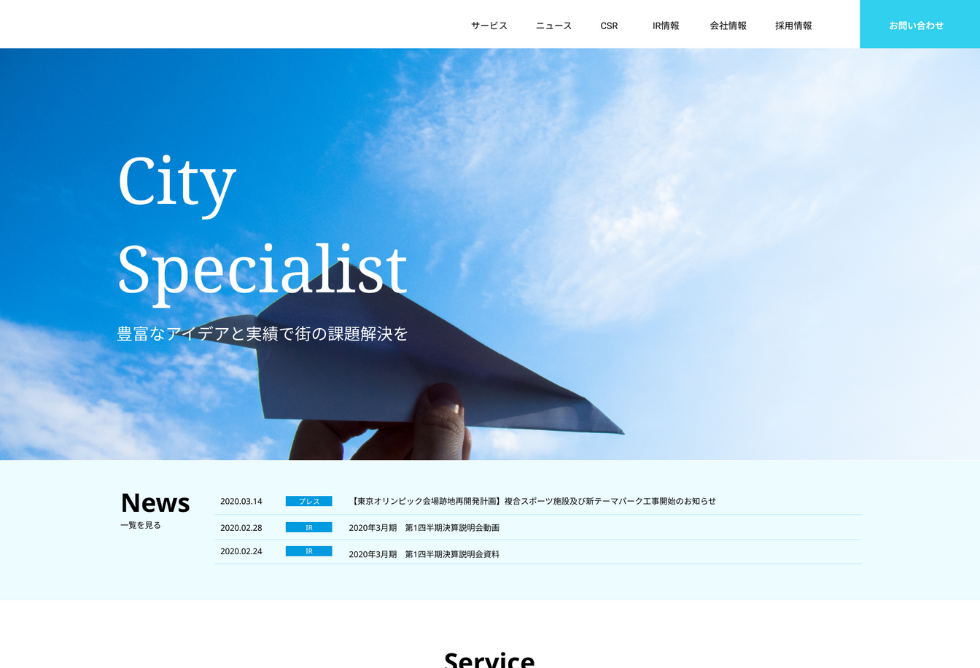 サービス ニュース CSR IR情報 会社情報 採用情報 お問い合わせ
City
Specialist
豊富なアイデアと実績で街の課題解決を
News
一覧を見る
2020.03.14 プレス 【東京オリンピック会場跡地再開発計画】複合スポーツ施設及び新テーマパーク工事開始のお知らせ
2020.02.28 IR 2020年3月期　第1四半期決算説明会動画
2020.02.24 IR 2020年3月期　第1四半期決算説明会資料
Service